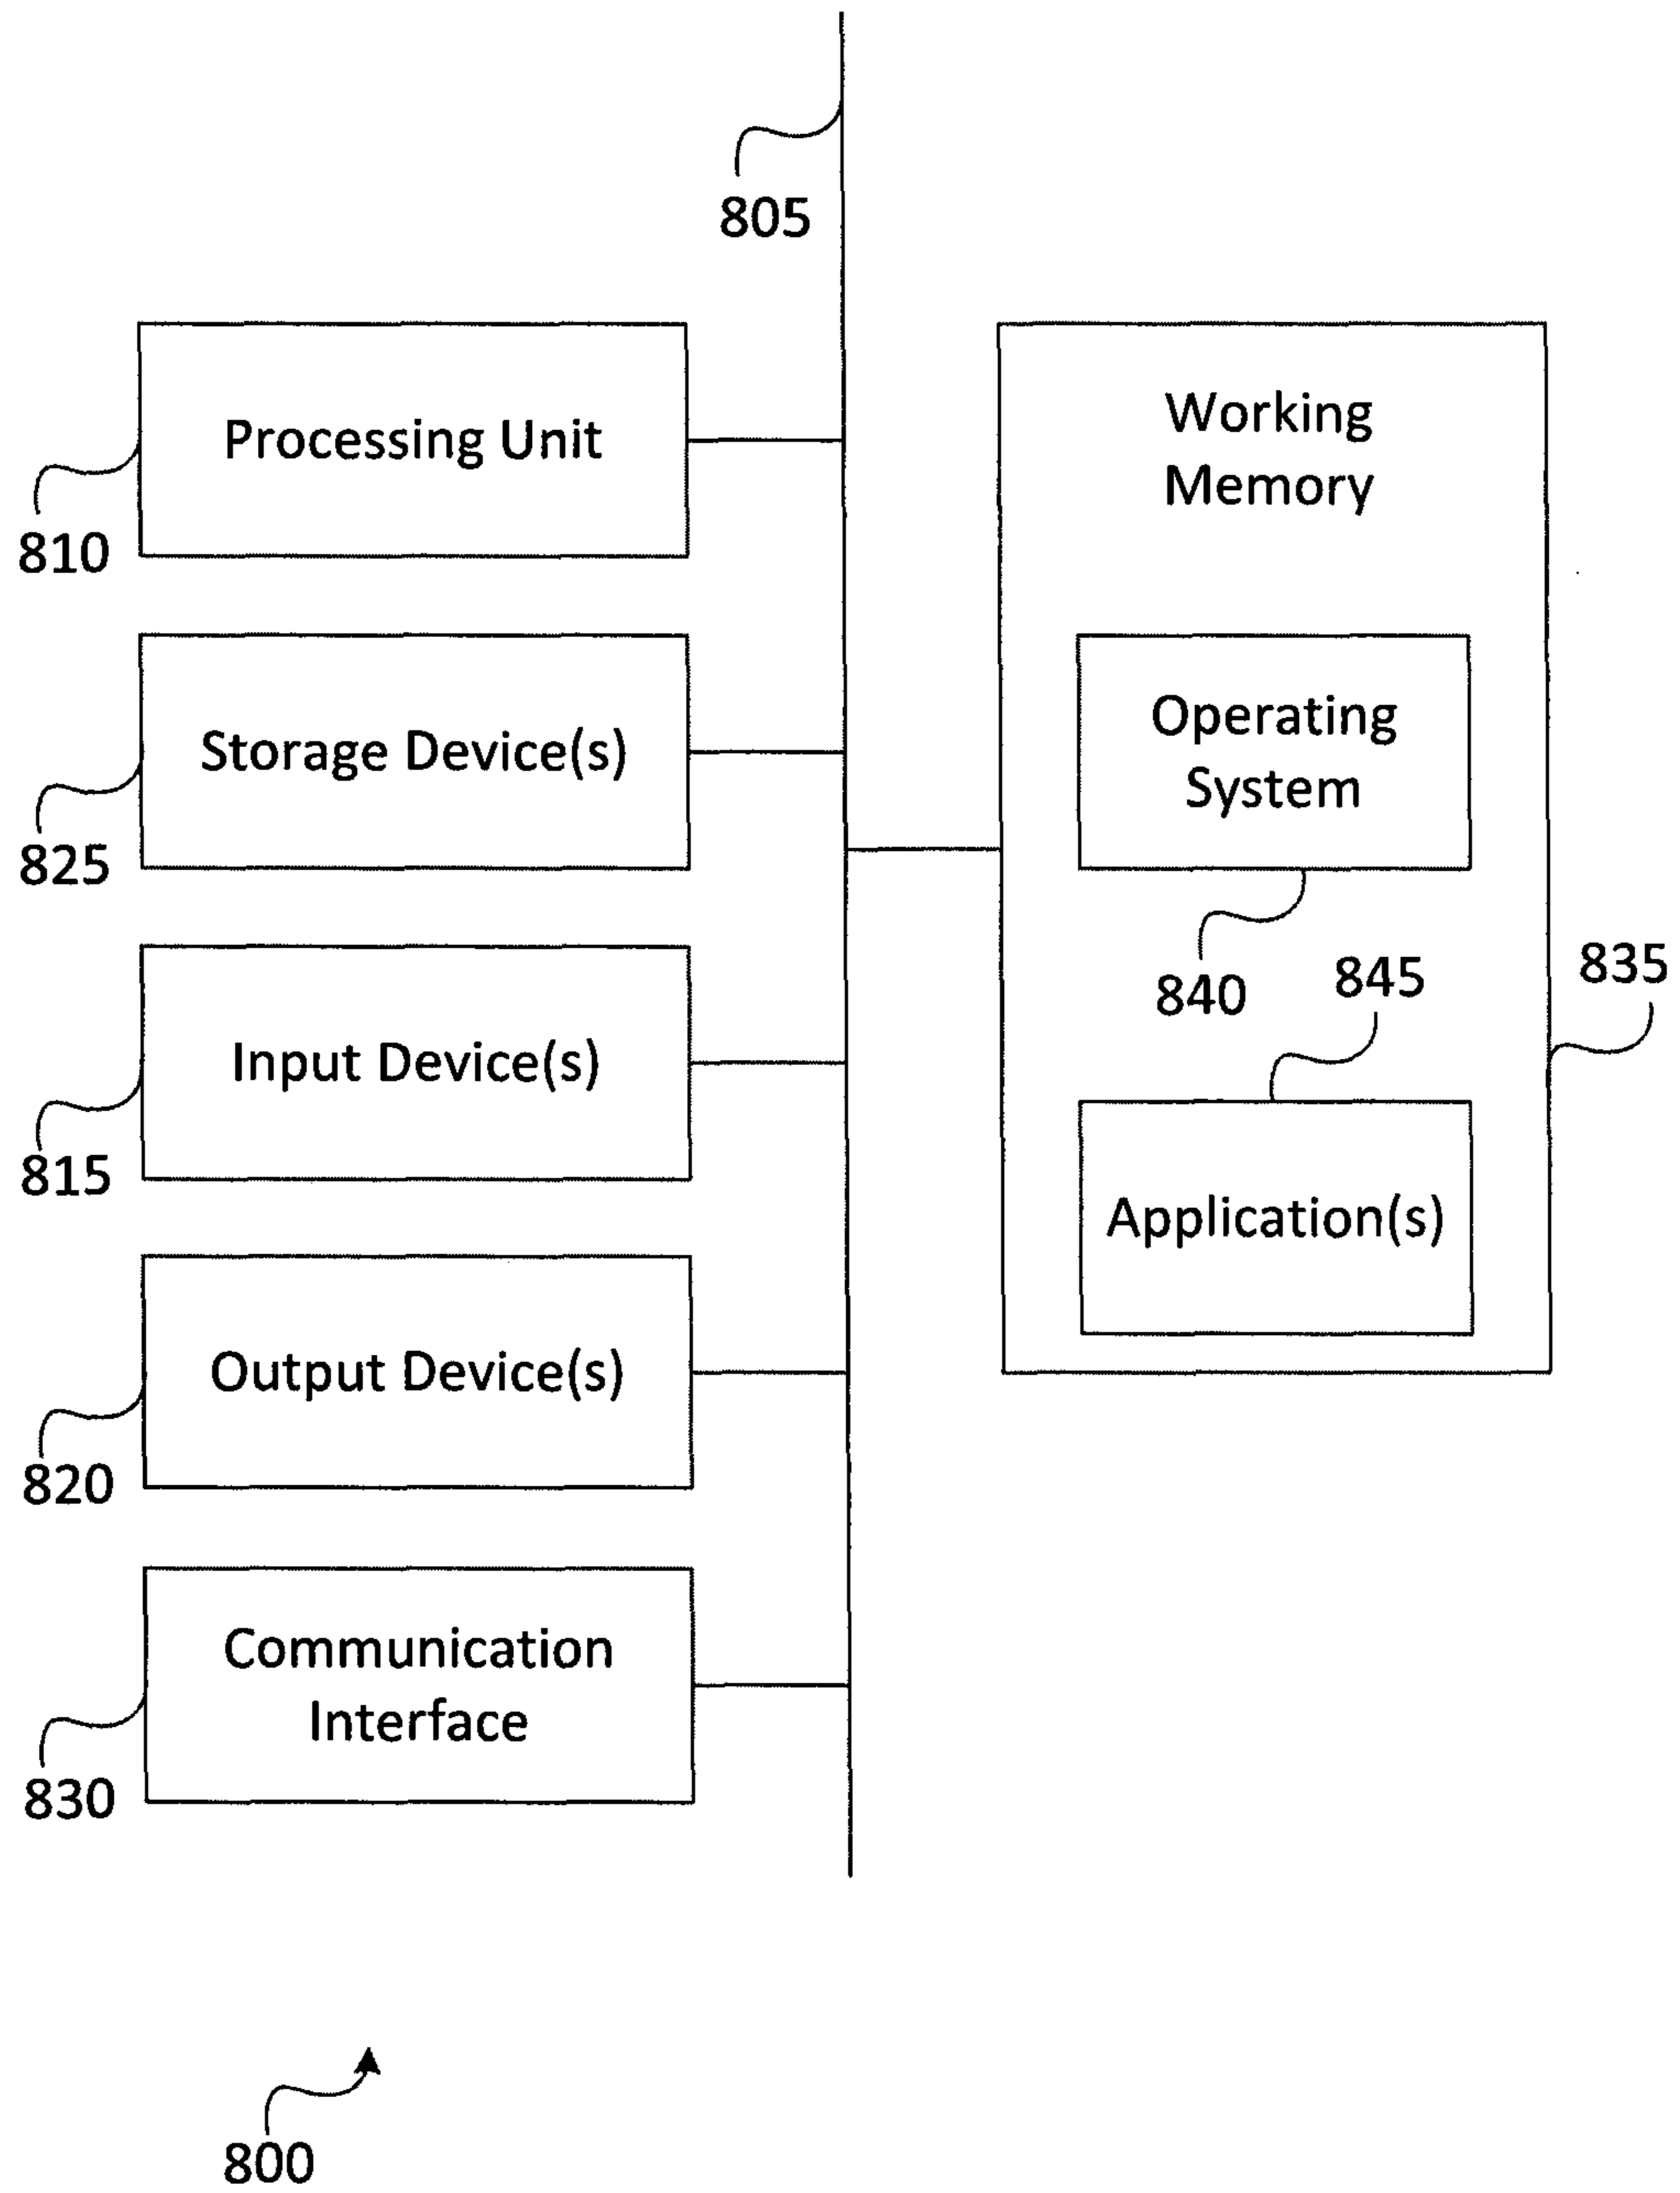 805
Processing Unit
810
Storage Device(s)
825
Input Device(s)
815
Output Device(s)
820
Communication
Interface
830
Working
Memory
Operating
System
840
845
835
Application(s)
800